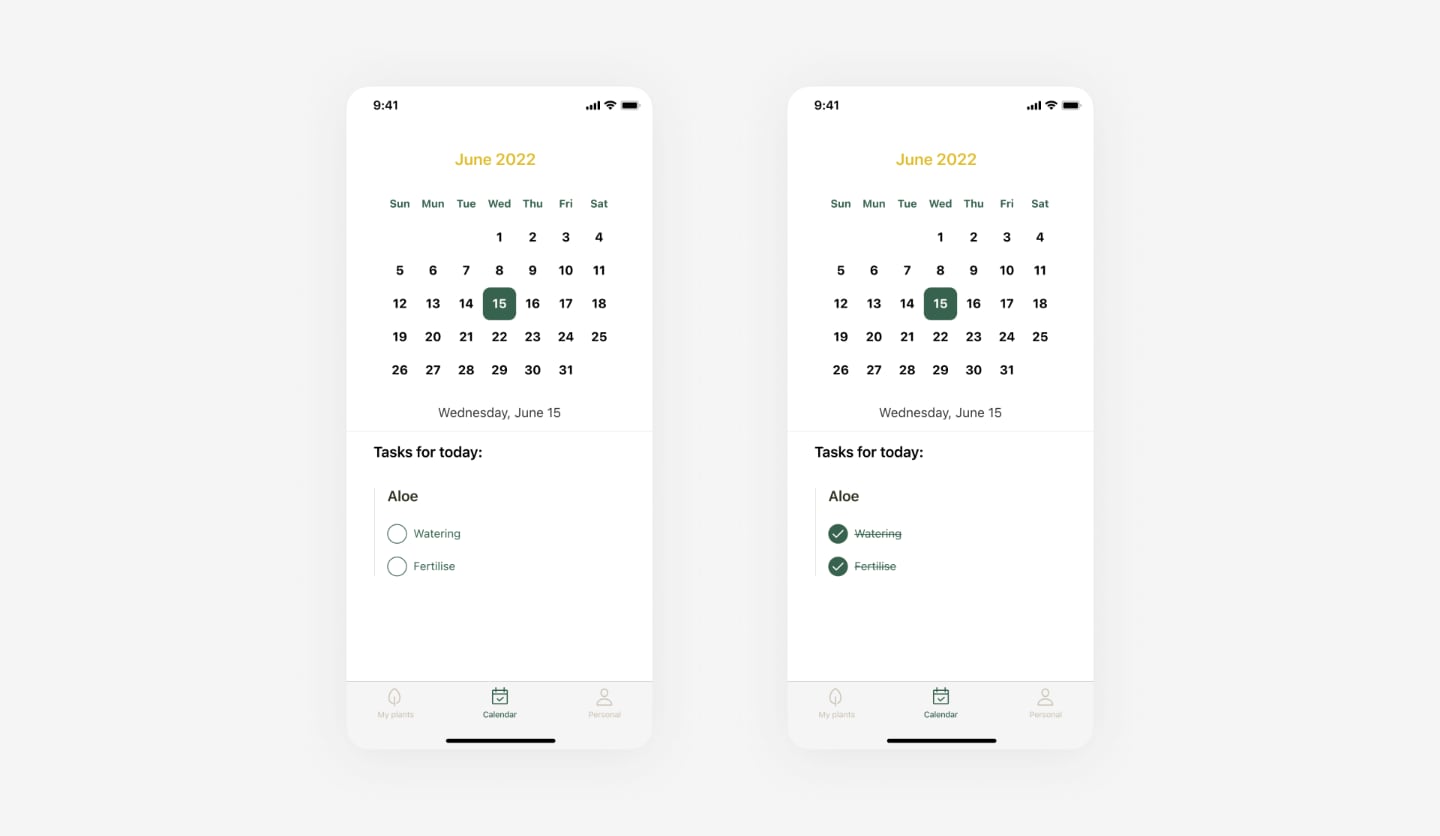 9:41
June 2022
Sun Mun Tue Wed Thu Fri Sat
1 2 3 4
5 6 7 8 9 10 11
12 13 14 15 16 17 18
19 20 21 22 23 24 25
26 27 28 29 30 31
Wednesday, June 15
Tasks for today:
Aloe
Watering
Fertilise
My plants Calendar Personal
9:41
June 2022
Sun Mun Tue Wed Thu Fri Sat
1 2 3 4
5 6 7 8 9 10 11
12 13 14 15 16 17 18
19 20 21 22 23 24 25
26 27 28 29 30 31
Wednesday, June 15
Tasks for today:
Aloe
Watering
Fertilise
My plants Calendar Personal